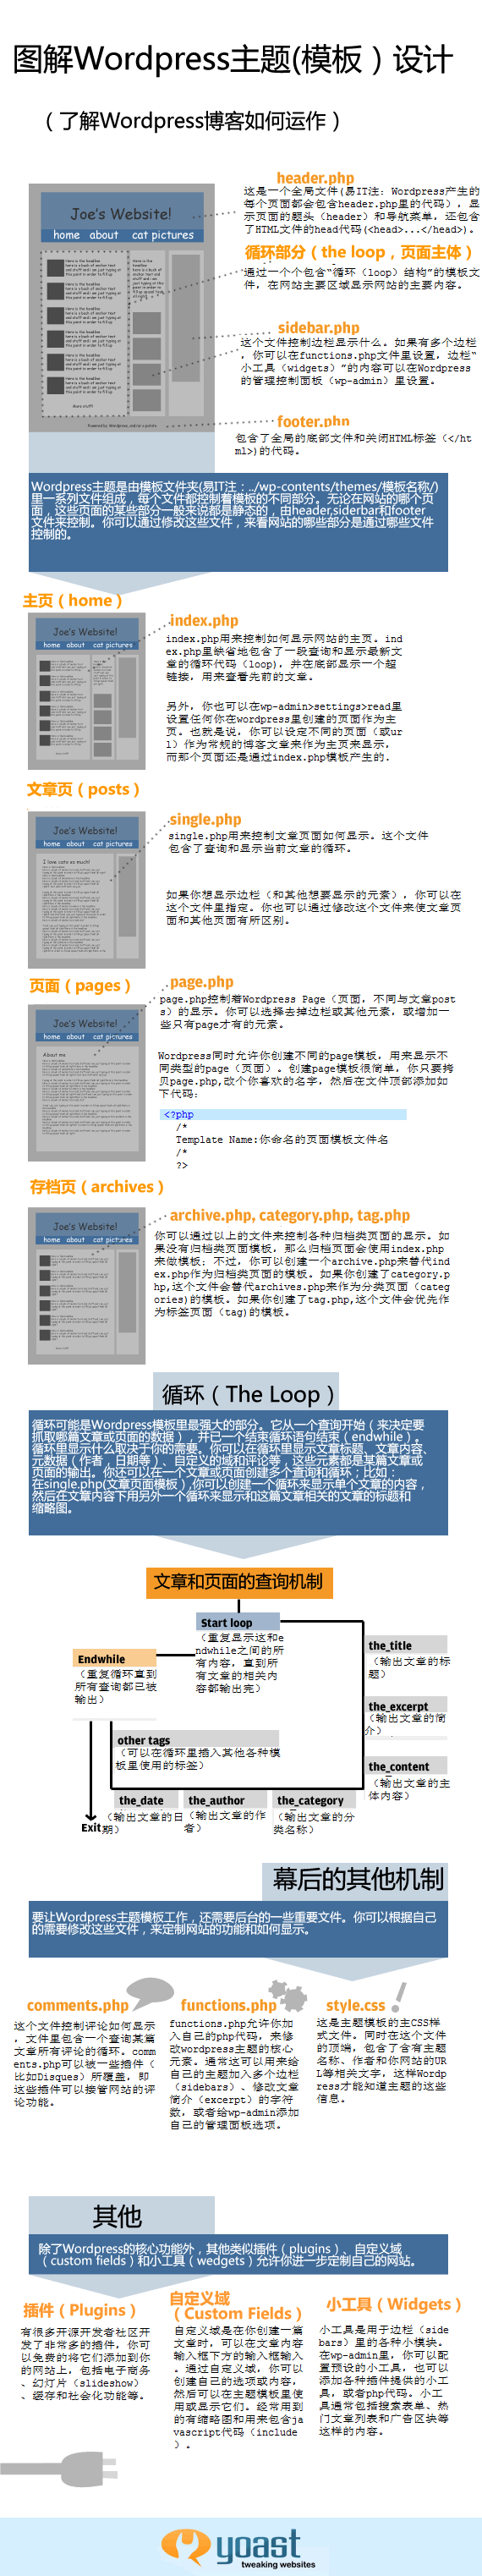 图解Wordpress主题(模板）设计
（了解Wordpress博客如何运作）
header.php
这是一个全局文件(易IT注：Wordpress产生的
每个页面都会包含header.php里的代码），显
示页面的题头（header）和导航菜单，还包含
了HTML文件的head代码(<head>...</head>)。
Joe's Website!
home about cat pictures
循环部分（the loop，页面主体）
通过一个个包含“循环（loop）结构”的模板文
件，在网站主要区域显示网站的主要内容。
sidebar.php
这个文件控制边栏显示什么。如果有多个边栏
，你可以在functions.php文件里设置，边栏“
小工具（widgets）”的内容可以在Wordpress
的管理控制面板（wp-admin）里设置。
footer.php
包含了全局的底部文件和关闭HTML标签（</ht
ml>)的代码。
Wordpress主题是由模板文件夹(易IT注：../wp-contents/themes/模板名称/)
里一系列文件组成，每个文件都控制着模板的不同部分。无论在网站的哪个页
面，这些页面的某些部分一般来说都是静态的，由header,siderbar和footer
文件来控制。你可以通过修改这些文件，来看网站的哪些部分是通过哪些文件
控制的。
主页（home）
Joe's Website!
home about cat pictures
index.php
index.php用来控制如何显示网站的主页。ind
ex.php里缺省地包含了一段查询和显示最新文
章的循环代码（loop），并在底部显示一个超
链接，用来查看先前的文章。
另外，你也可以在wp-admin>settings>read里
设置任何你在wordpress里创建的页面作为主
页。也就是说，你可以设定不同的页面（或ur
l）作为常规的博客文章来作为主页来显示，
而那个页面还是通过index.php模板产生的.
文章页（posts）
Joe's Website!
home about cat pictures
I love cats so much!
single.php
single.php用来控制文章页面如何显示。这个文件
包含了查询和显示当前文章的循环。
如果你想显示边栏（和其他想要显示的元素），你可以在
这个文件里指定。你也可以通过修改这个文件来使文章页
面和其他页面有所区别。
页面（pages）
Joe's Website!
home about cat pictures
About me
page.php
page.php控制着Wordpress Page（页面，不同与文章post
s）的显示。你可以选择去掉边栏或其他元素，或增加一
些只有page才有的元素。
Wordpress同时允许你创建不同的page模板，用来显示不
同类型的page（页面）。创建page模板很简单，你只要拷
贝page.php,改个你喜欢的名字，然后在文件顶部添加如
下代码：
<?php
/*
Template Name:你命名的页面模板文件名
/*
?>
存档页（archives）
Joe's Website!
home about cat pictures
archive.php, category.php, tag.php
你可以通过以上的文件来控制各种归档类页面的显示。如
果没有归档类页面模板，那么归档页面会使用index.php
来做模板；不过，你可以创建一个archive.php来替代ind
ex.php作为归档类页面的模板。如果你创建了category.p
hp,这个文件会替代archives.php来作为分类页面（categ
ories)的模板。如果你创建了tag.php,这个文件会优先作
为标签页面（tag)的模板。
循环（The Loop）
循环可能是Wordpress模板里最强大的部分。它从一个查询开始（来决定要
抓取哪篇文章或页面的数据），并已一个结束循环语句结束（endwhile）。
循环里显示什么取决于你的需要。你可以在循环里显示文章标题、文章内容、
元数据（作者，日期等）、自定义的域和评论等，这些元素都是某篇文章或
页面的输出。你还可以在一个文章或页面创建多个查询和循环；比如：
在single.php(文章页面模板）,你可以创建一个循环来显示单个文章的内容，
然后在文章内容下用另外一个循环来显示和这篇文章相关的文章的标题和
缩略图。
文章和页面的查询机制
Start loop
（重复显示这和e
ndwhile之间的所
有内容，直到所
有文章的相关内
容都输出完）
Endwhile
（重复循环直到
所有查询都已被
输出）
the_title
（输出文章的标
题）
the_excerpt
（输出文章的简
介）
the_content
（输出文章的主
体内容）
other tags
（可以在循环里插入其他各种模
板里使用的标签）
the_date
（输出文章的日
期）
the_author
（输出文章的作
者）
the_category
（输出文章的分
类名称）
Exit
幕后的其他机制
要让Wordpress主题模板工作，还需要后台的一些重要文件。你可以根据自己
的需要修改这些文件，来定制网站的功能和如何显示。
comments.php
这个文件控制评论如何显示
，文件里包含一个查询某篇
文章所有评论的循环。comm
ents.php可以被一些插件（
比如Disques）所覆盖，即
这些插件可以接管网站的评
论功能。
functions.php
functions.php允许你加
入自己的php代码，来修
改wordpress主题的核心
元素。通常这可以用来给
自己的主题加入多个边栏
（sidebars）、修改文章
简介（excerpt）的字符
数，或者给wp-admin添加
自己的管理面板选项。
style.css
这是主题模板的主CSS样
式文件。同时在这个文件
的顶端，包含了含有主题
名称、作者和你网站的UR
L等相关文字，这样Wordp
ress才能知道主题的这些
信息。
其他
除了Wordpress的核心功能外，其他类似插件（plugins）、自定义域
（custom fields）和小工具（wedgets）允许你进一步定制自己的网站。
插件（Plugins）
有很多开源开发者社区开
发了非常多的插件，你可
以免费的将它们添加到你
的网站上，包括电子商务
、幻灯片（slideshow）
、缓存和社会化功能等。
自定义域
（Custom Fields）
自定义域是在你创建一篇
文章时，可以在文章内容
输入框下方的输入框输入
。通过自定义域，你可以
创建自己的选项或内容，
然后可以在主题模板里使
用或显示它们。经常用到
的有缩略图和用来包含ja
vascript代码（include
）。
小工具（Widgets）
小工具是用于边栏（side
bars）里的各种小模块。
在wp-admin里，你可以配
置预设的小工具，也可以
添加各种插件提供的小工
具，或者php代码。小工
具通常包括搜索表单、热
门文章列表和广告区块等
这样的内容。
yoast
tweaking websites